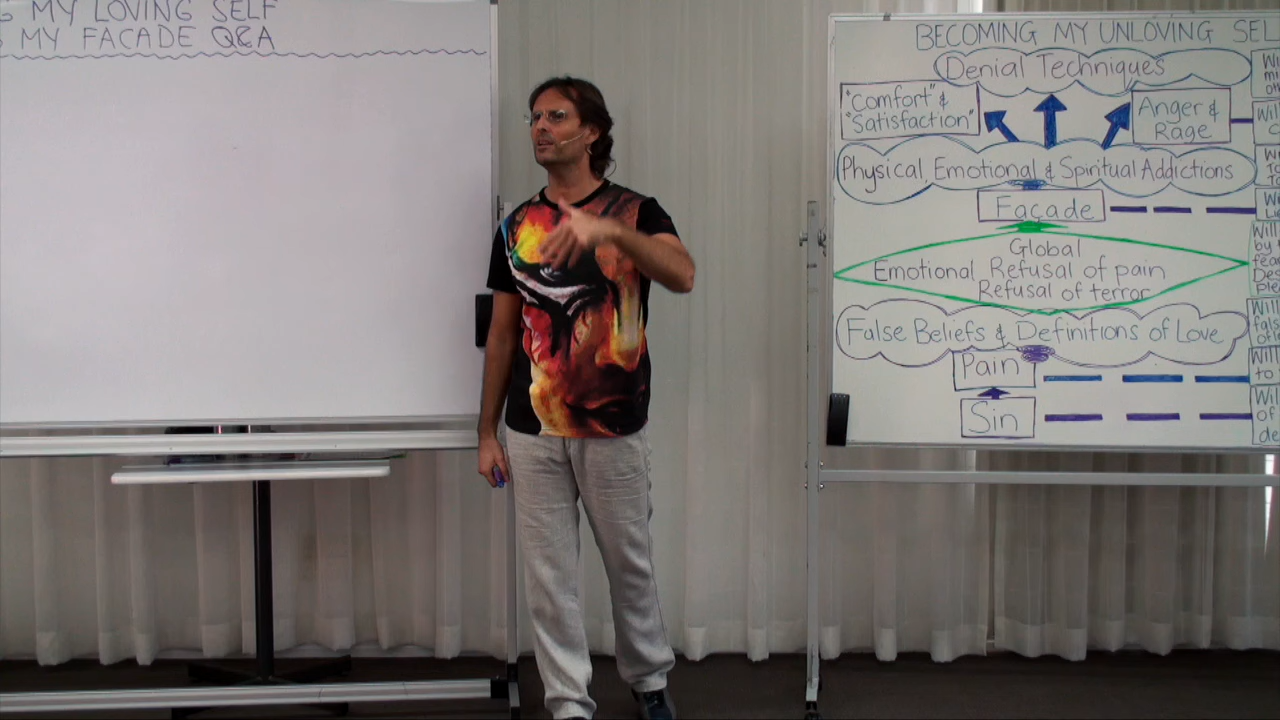 MY LOVING SELF
MY FACADE Q&A
BECOMING MY UNLOVING SEL
Denial Techniques
"Comfort" &
"Satisfaction"
Anger &
Rage
Physical, Emotional & Spiritual Addictions
Façade
Global
Emotional Refusal of pain
Refusal of terror
False Beliefs & Definitions of Love
Pain
Sin